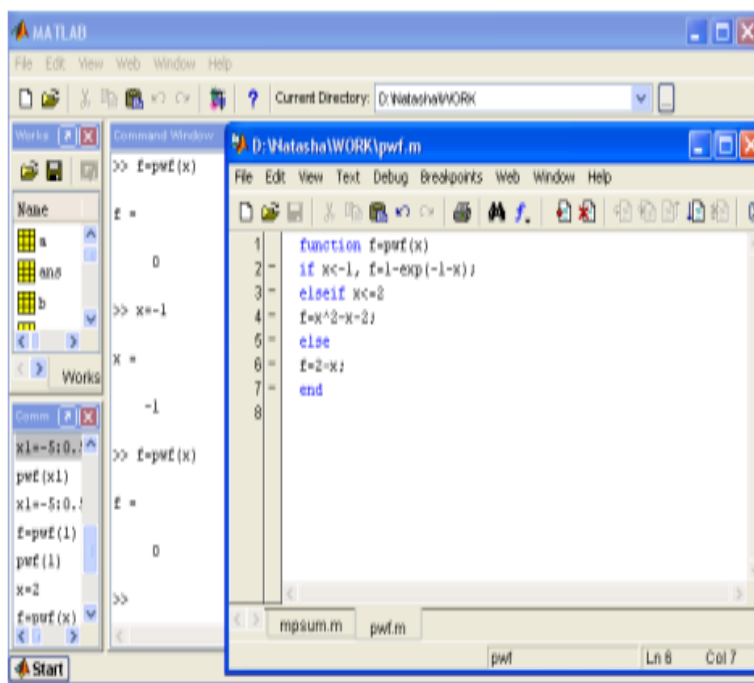 MATLAB
File Edit View Web Window Help
? Current Directory: D:\Natasha\WORK
Works
Name
a
ans
b
Works
Comm
x1=-5:0.5
pwf(x1)
x1=-5:0.5
f=pwf(1)
pwf(1)
x=2
f=pwf(x)
Command Window
>> f=pwf(x)
f =
0
>> x=-1
x =
-1
>> f=pwf(x)
f =
0
>>
D:\Natasha\WORK\pwf.m
File Edit View Text Debug Breakpoints Web Window Help
1 function f=pwf(x)
2 - if x<-1, f=1-exp(-1-x);
3 - elseif x<=2
4 - f=x^2-x-2;
5 - else
6 - f=2-x;
7 - end
8
mpsum.m pwf.m
pwf Ln 6 Col 7
Start